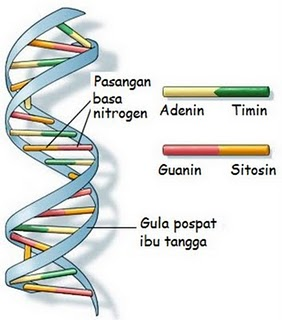 Pasangan
basa
nitrogen
Adenin Timin
Guanin Sitosin
Gula pospat
ibu tangga